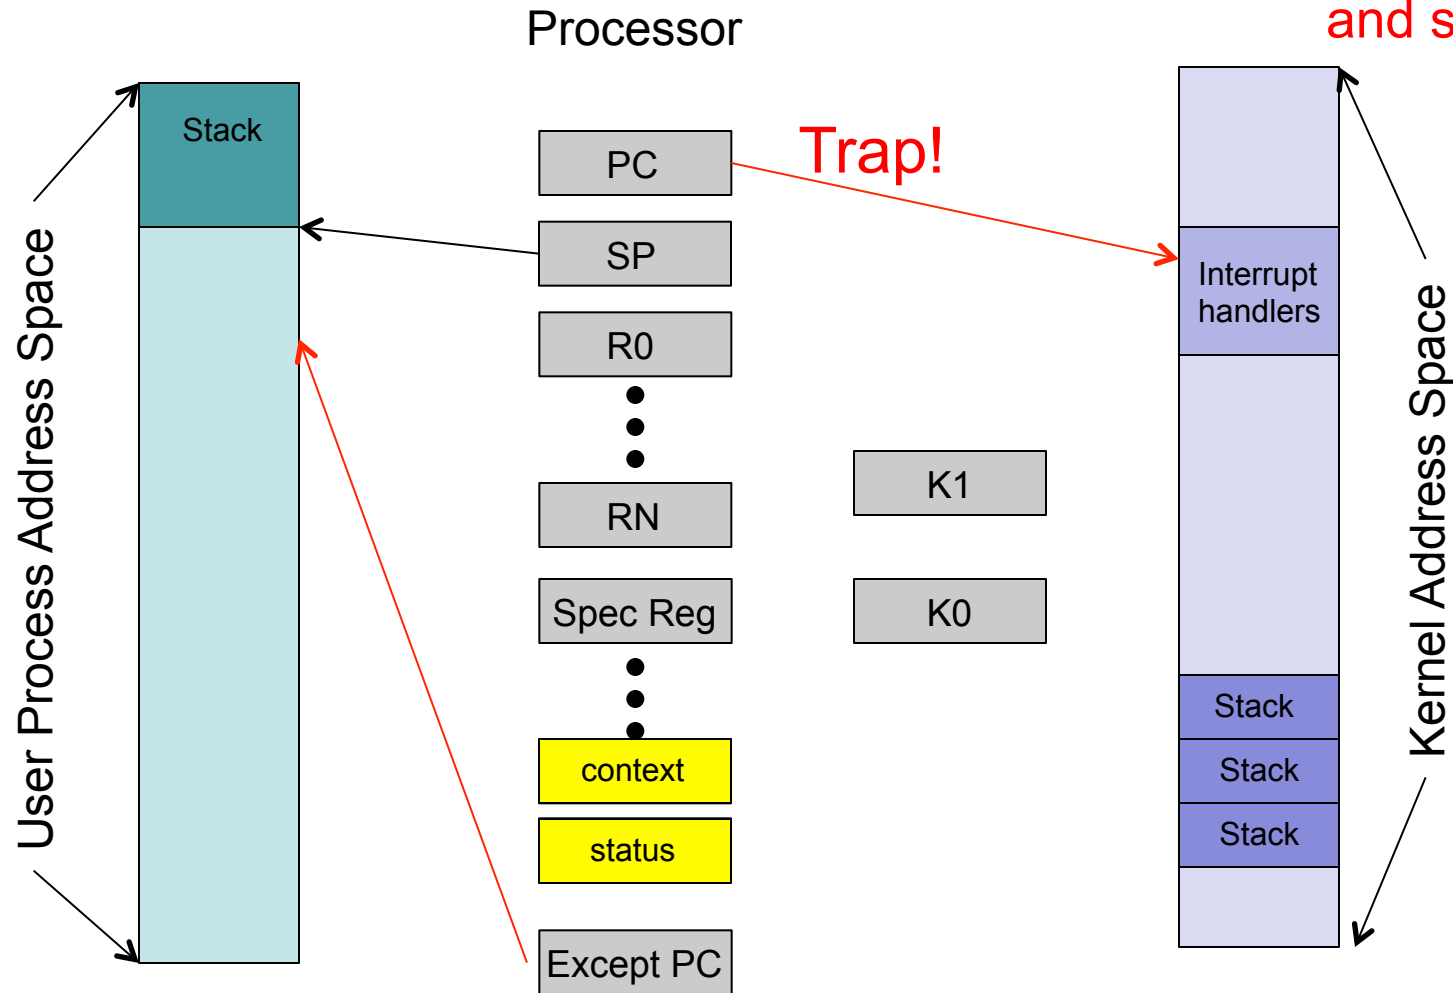 and s
Processor
Stack
PC
Trap!
SP
Interrupt
handlers
R0
User Process Address Space
Kernel Address Space
K1
RN
Spec Reg
K0
Stack
context
Stack
status
Stack
Except PC